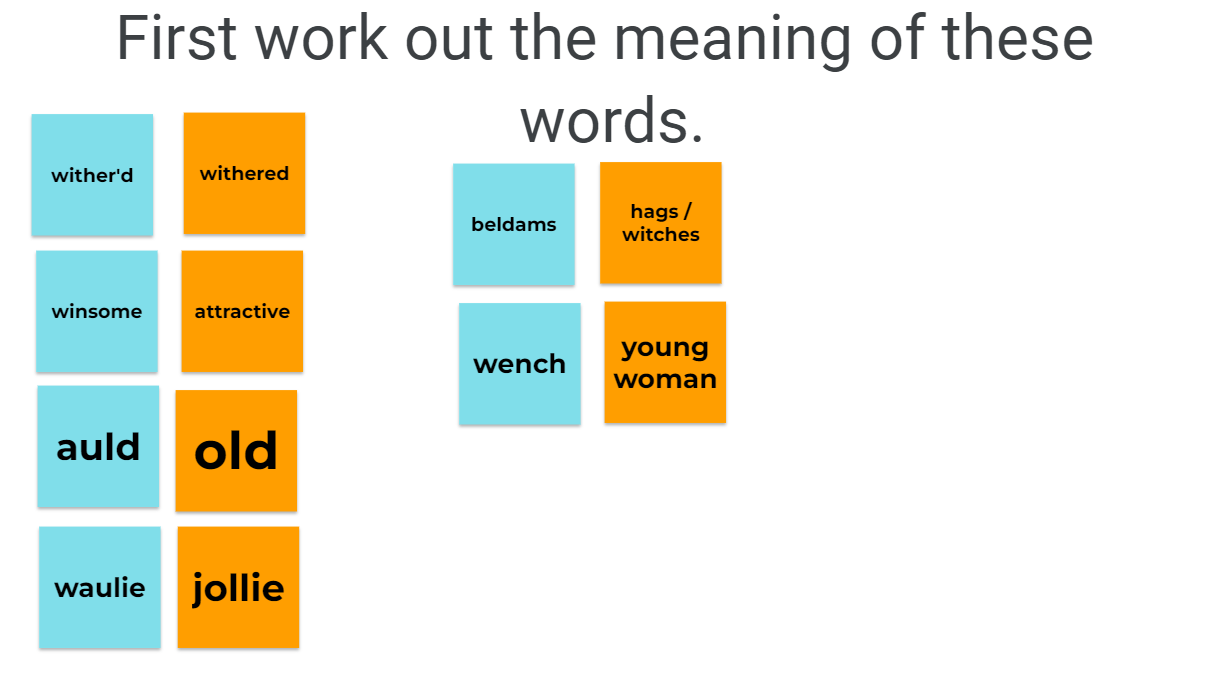 First work out the meaning of these
words.
wither'd
withered
winsome
attractive
auld
old
waulie
jollie
beldams
hags /
witches
wench
young
woman